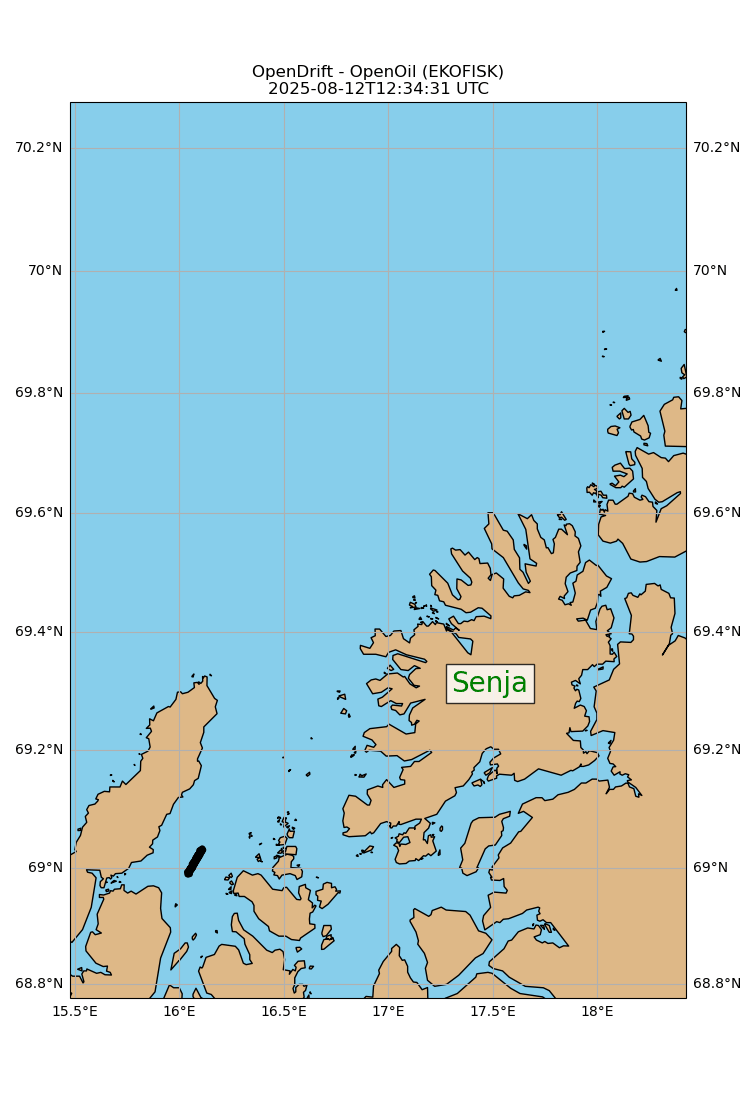 OpenDrift - OpenOil (EKOFISK)
2025-08-12T12:34:31 UTC
70.2°N 70.2°N
70°N 70°N
69.8°N 69.8°N
69.6°N 69.6°N
69.4°N 69.4°N
Senja
69.2°N 69.2°N
69°N 69°N
68.8°N 68.8°N
15.5°E 16°E 16.5°E 17°E 17.5°E 18°E